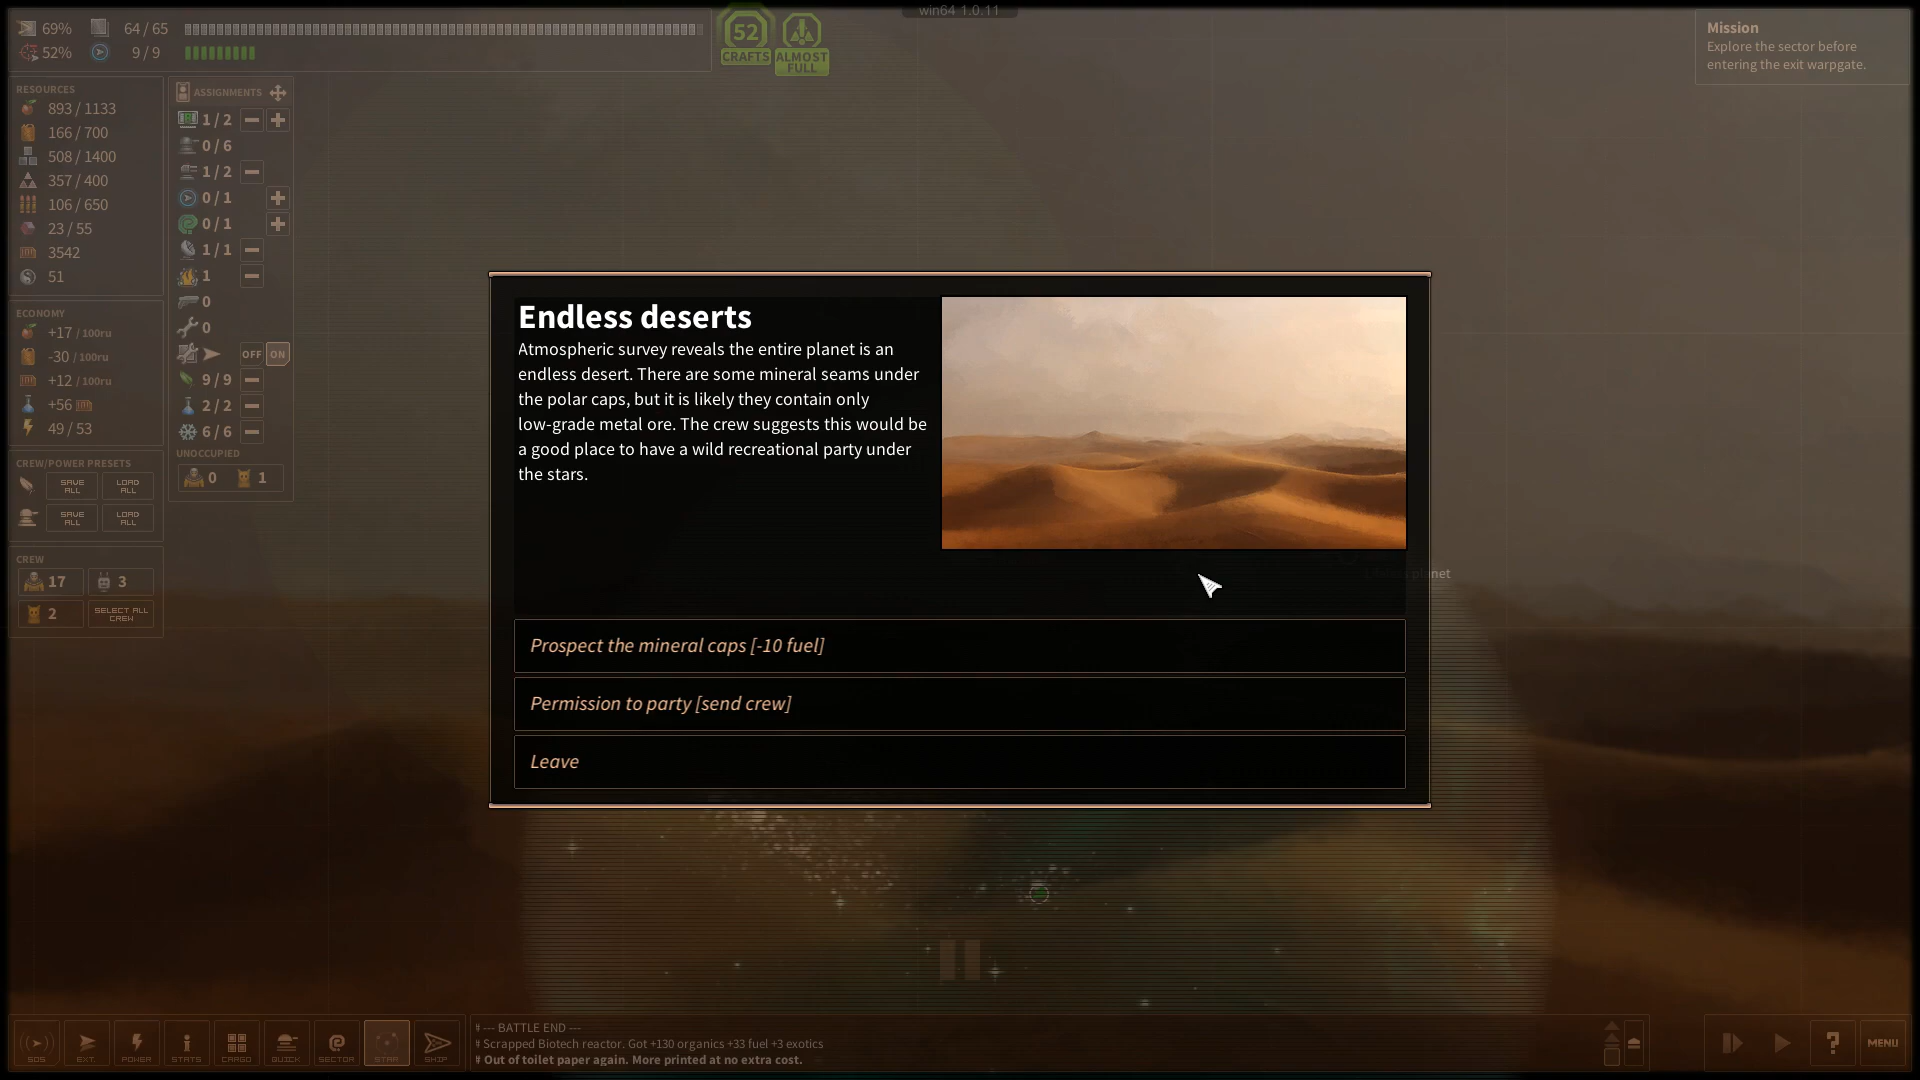 win64 1.0.11
69%
64 / 65
52%
9 / 9
52
CRAFTS
ALMOST
FULL
Mission
Explore the sector before
entering the exit warpgate.
RESOURCES
893 / 1133
166 / 700
508 / 1400
357 / 400
106 / 650
23 / 55
3542
51
ECONOMY
+17 / 100ru
-30 / 100ru
+12 / 100ru
+56
49 / 53
CREW/POWER PRESETS
SAVE ALL
LOAD ALL
SAVE ALL
LOAD ALL
CREW
17
3
2
SELECT ALL CREW
ASSIGNMENTS
1 / 2
0 / 6
1 / 2
0 / 1
0 / 1
1 / 1
1
0
0
OFF
ON
9 / 9
2 / 2
6 / 6
UNOCCUPIED
0
1
Endless deserts
Atmospheric survey reveals the entire planet is an
endless desert. There are some mineral seams under
the polar caps, but it is likely they contain only
low-grade metal ore. The crew suggests this would be
a good place to have a wild recreational party under
the stars.
Prospect the mineral caps [-10 fuel]
Permission to party [send crew]
Leave
SOS
EXT.
POWER
STATS
CARGO
QUICK
SECTOR
STAR
SHIP
# --- BATTLE END ---
# Scrapped Biotech reactor. Got +130 organics +33 fuel +3 exotics
# Out of toilet paper again. More printed at no extra cost.
?
MENU